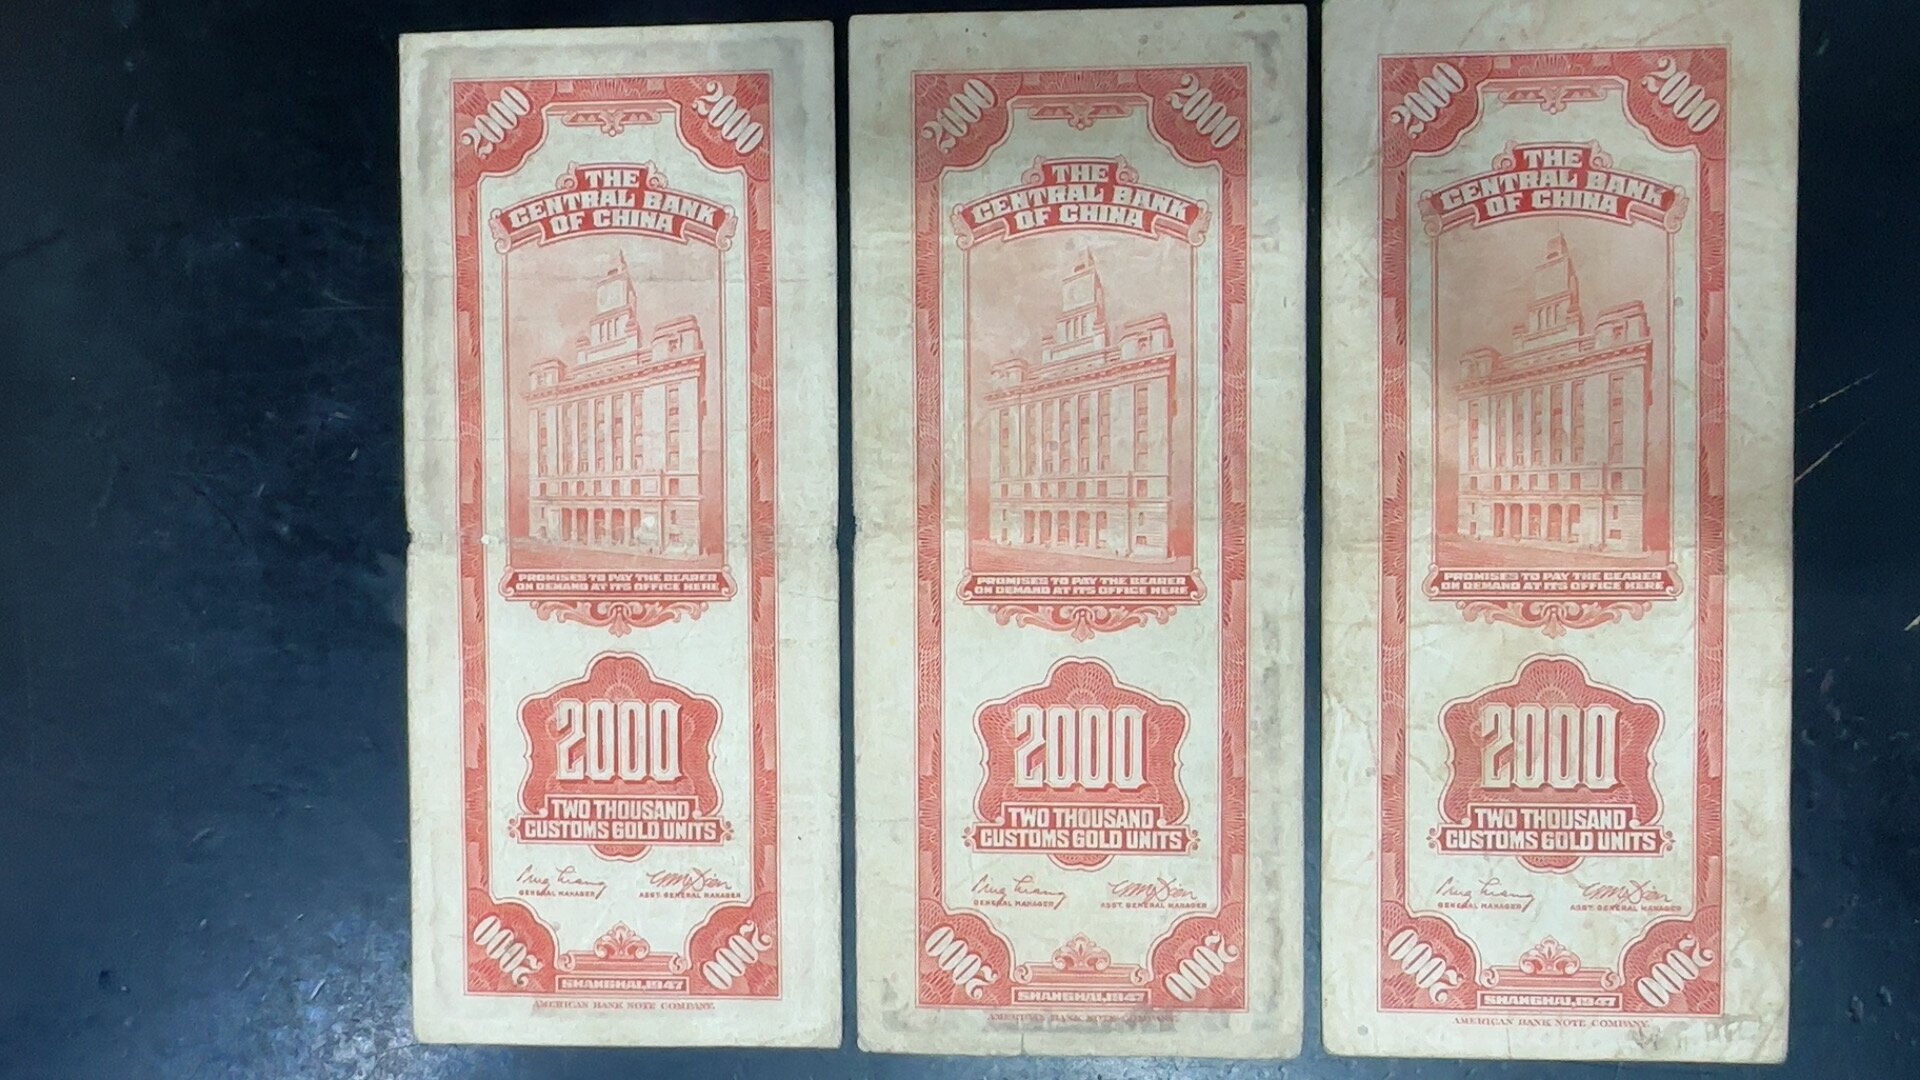 2000 2000
THE
CENTRAL BANK
OF CHINA
PROMISES TO PAY THE BEARER
ON DEMAND AT ITS OFFICE HERE
2000
TWO THOUSAND
CUSTOMS GOLD UNITS
GENERAL MANAGER ASST. GENERAL MANAGER
2000 2000
SHANGHAI, 1947
AMERICAN BANK NOTE COMPANY.
2000 2000
THE
CENTRAL BANK
OF CHINA
PROMISES TO PAY THE BEARER
ON DEMAND AT ITS OFFICE HERE
2000
TWO THOUSAND
CUSTOMS GOLD UNITS
GENERAL MANAGER ASST. GENERAL MANAGER
2000 2000
SHANGHAI, 1947
AMERICAN BANK NOTE COMPANY.
2000 2000
THE
CENTRAL BANK
OF CHINA
PROMISES TO PAY THE BEARER
ON DEMAND AT ITS OFFICE HERE
2000
TWO THOUSAND
CUSTOMS GOLD UNITS
GENERAL MANAGER ASST. GENERAL MANAGER
2000 2000
SHANGHAI, 1947
AMERICAN BANK NOTE COMPANY.